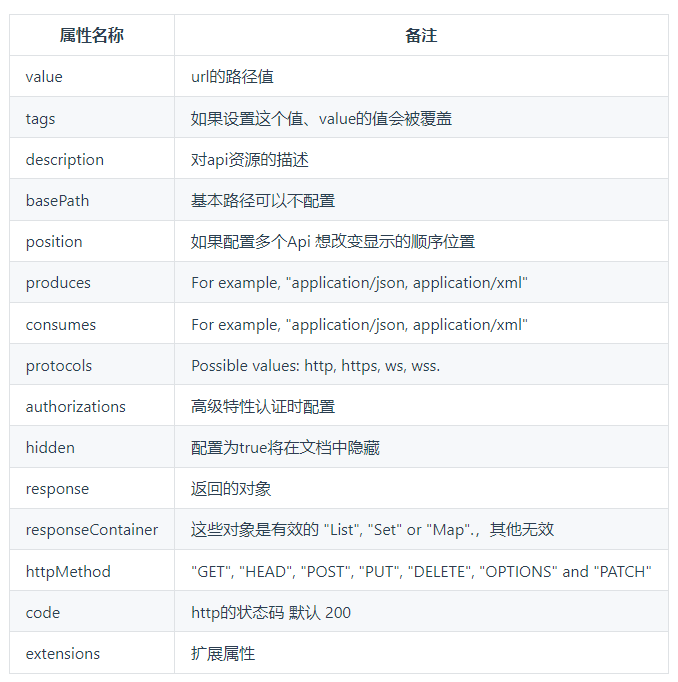 属性名称 备注
value url的路径值
tags 如果设置这个值、value的值会被覆盖
description 对api资源的描述
basePath 基本路径可以不配置
position 如果配置多个Api 想改变显示的顺序位置
produces For example, "application/json, application/xml"
consumes For example, "application/json, application/xml"
protocols Possible values: http, https, ws, wss.
authorizations 高级特性认证时配置
hidden 配置为true将在文档中隐藏
response 返回的对象
responseContainer 这些对象是有效的 "List", "Set" or "Map".，其他无效
httpMethod "GET", "HEAD", "POST", "PUT", "DELETE", "OPTIONS" and "PATCH"
code http的状态码 默认 200
extensions 扩展属性